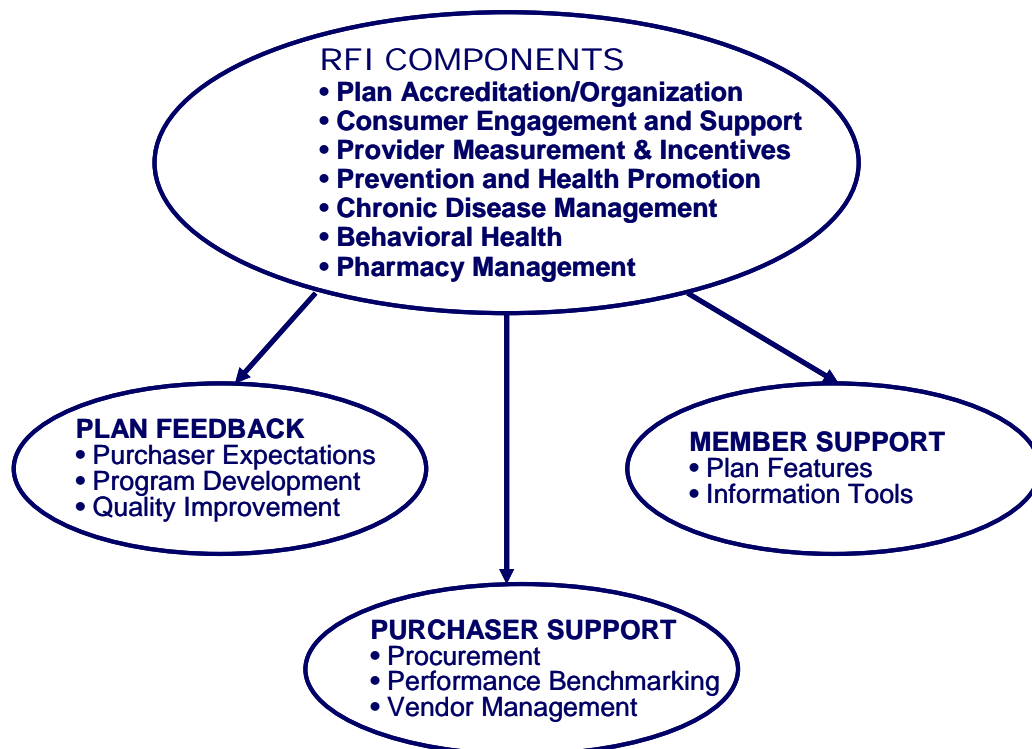 RFI COMPONENTS
• Plan Accreditation/Organization
• Consumer Engagement and Support
• Provider Measurement & Incentives
• Prevention and Health Promotion
• Chronic Disease Management
• Behavioral Health
• Pharmacy Management
PLAN FEEDBACK
• Purchaser Expectations
• Program Development
• Quality Improvement
MEMBER SUPPORT
• Plan Features
• Information Tools
PURCHASER SUPPORT
• Procurement
• Performance Benchmarking
• Vendor Management